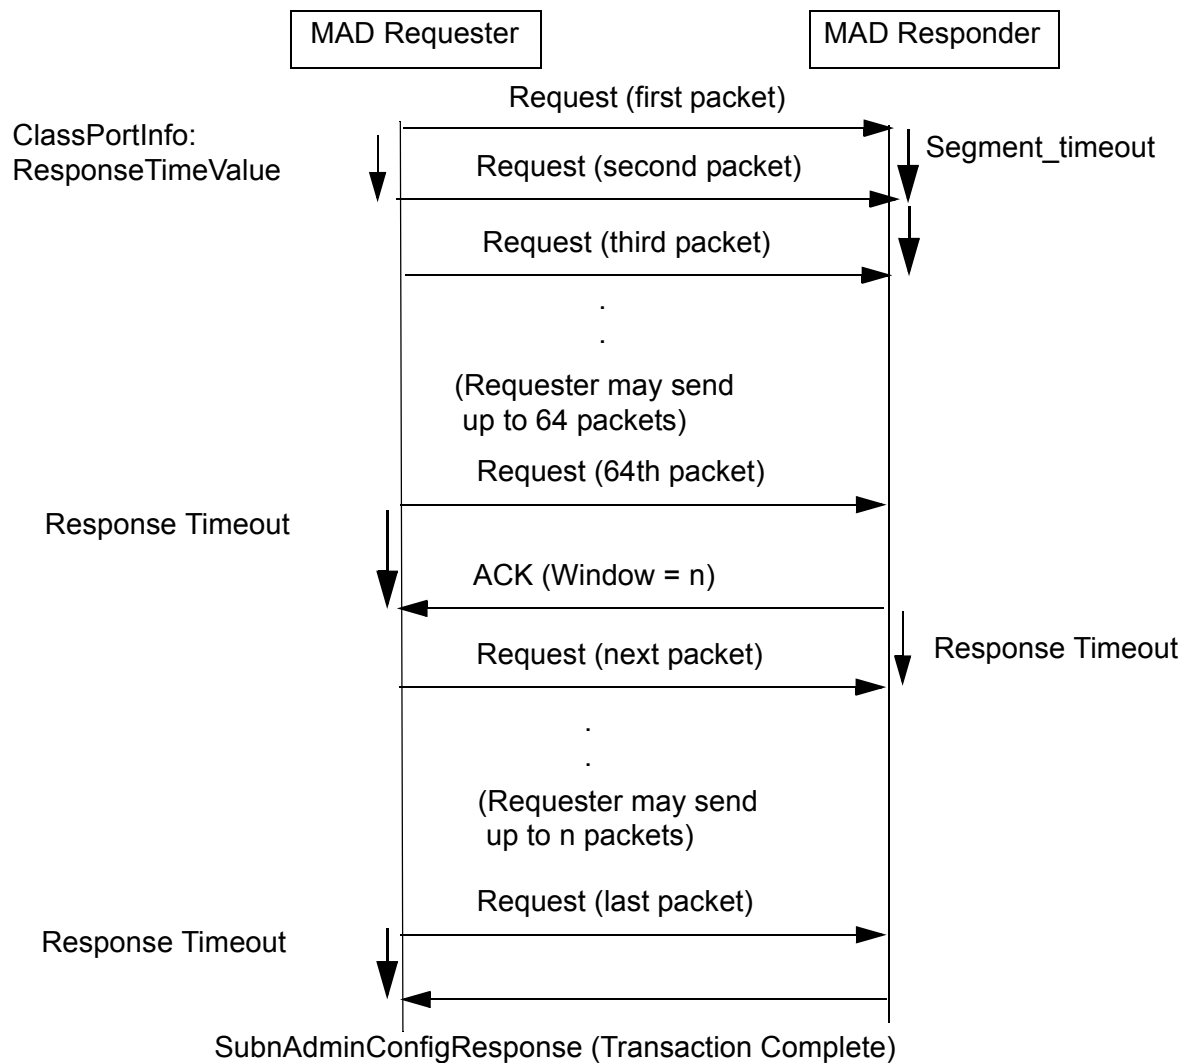 MAD Requester
MAD Responder
Request (first packet)
ClassPortInfo:
ResponseTimeValue
Segment_timeout
Request (second packet)
Request (third packet)
.
.
(Requester may send
up to 64 packets)
Request (64th packet)
Response Timeout
ACK (Window = n)
Request (next packet)
Response Timeout
.
.
(Requester may send
up to n packets)
Request (last packet)
Response Timeout
SubnAdminConfigResponse (Transaction Complete)